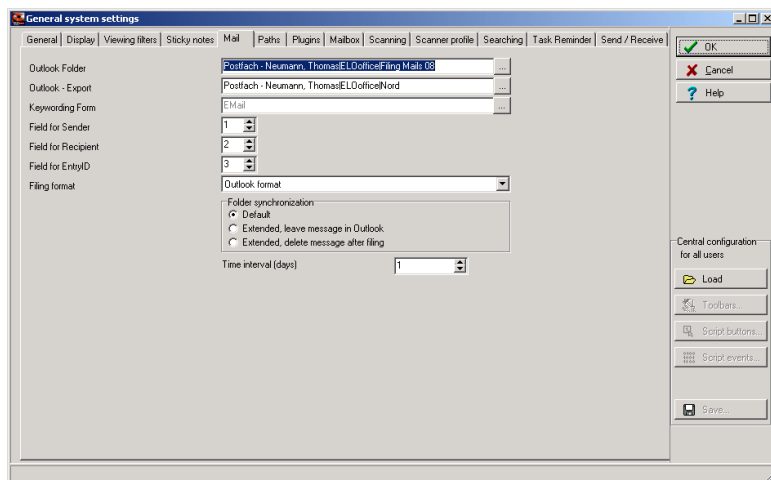 General system settings
General Display Viewing filters Sticky notes Mail Paths Plugins Mailbox Scanning Scanner profile Searching Task Reminder Send / Receive
OK
Cancel
Help
Outlook Folder Postfach - Neumann, Thomas|ELOoffice|Filing Mails 08 ...
Outlook - Export Postfach - Neumann, Thomas|ELOoffice|Nord ...
Keywording Form EMail ...
Field for Sender 1
Field for Recipient 2
Field for EntryID 3
Filing format Outlook format
Folder synchronization
Default
Extended, leave message in Outlook
Extended, delete message after filing
Time interval (days) 1
Central configuration
for all users
Load
Toolbars...
Script buttons...
Script events...
Save...